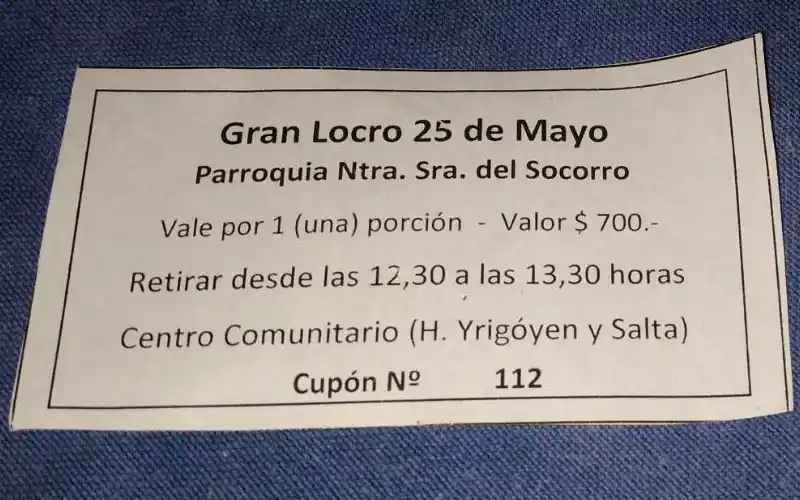 Gran Locro 25 de Mayo
Parroquia Ntra. Sra. del Socorro
Vale por 1 (una) porción - Valor $ 700.-
Retirar desde las 12,30 a las 13,30 horas
Centro Comunitario (H. Yrigóyen y Salta)
Cupón Nº 112